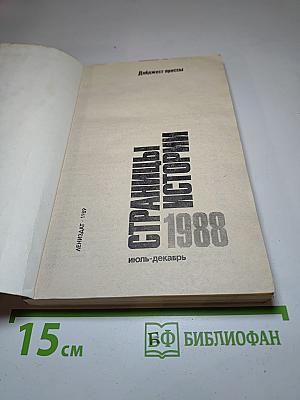 Дайджест прессы
СТРАНИЦЫ
ИСТОРИИ
1988
июль-декабрь
ЛЕНИЗДАТ · 1989
15 см
БФ БИБЛИОФАН